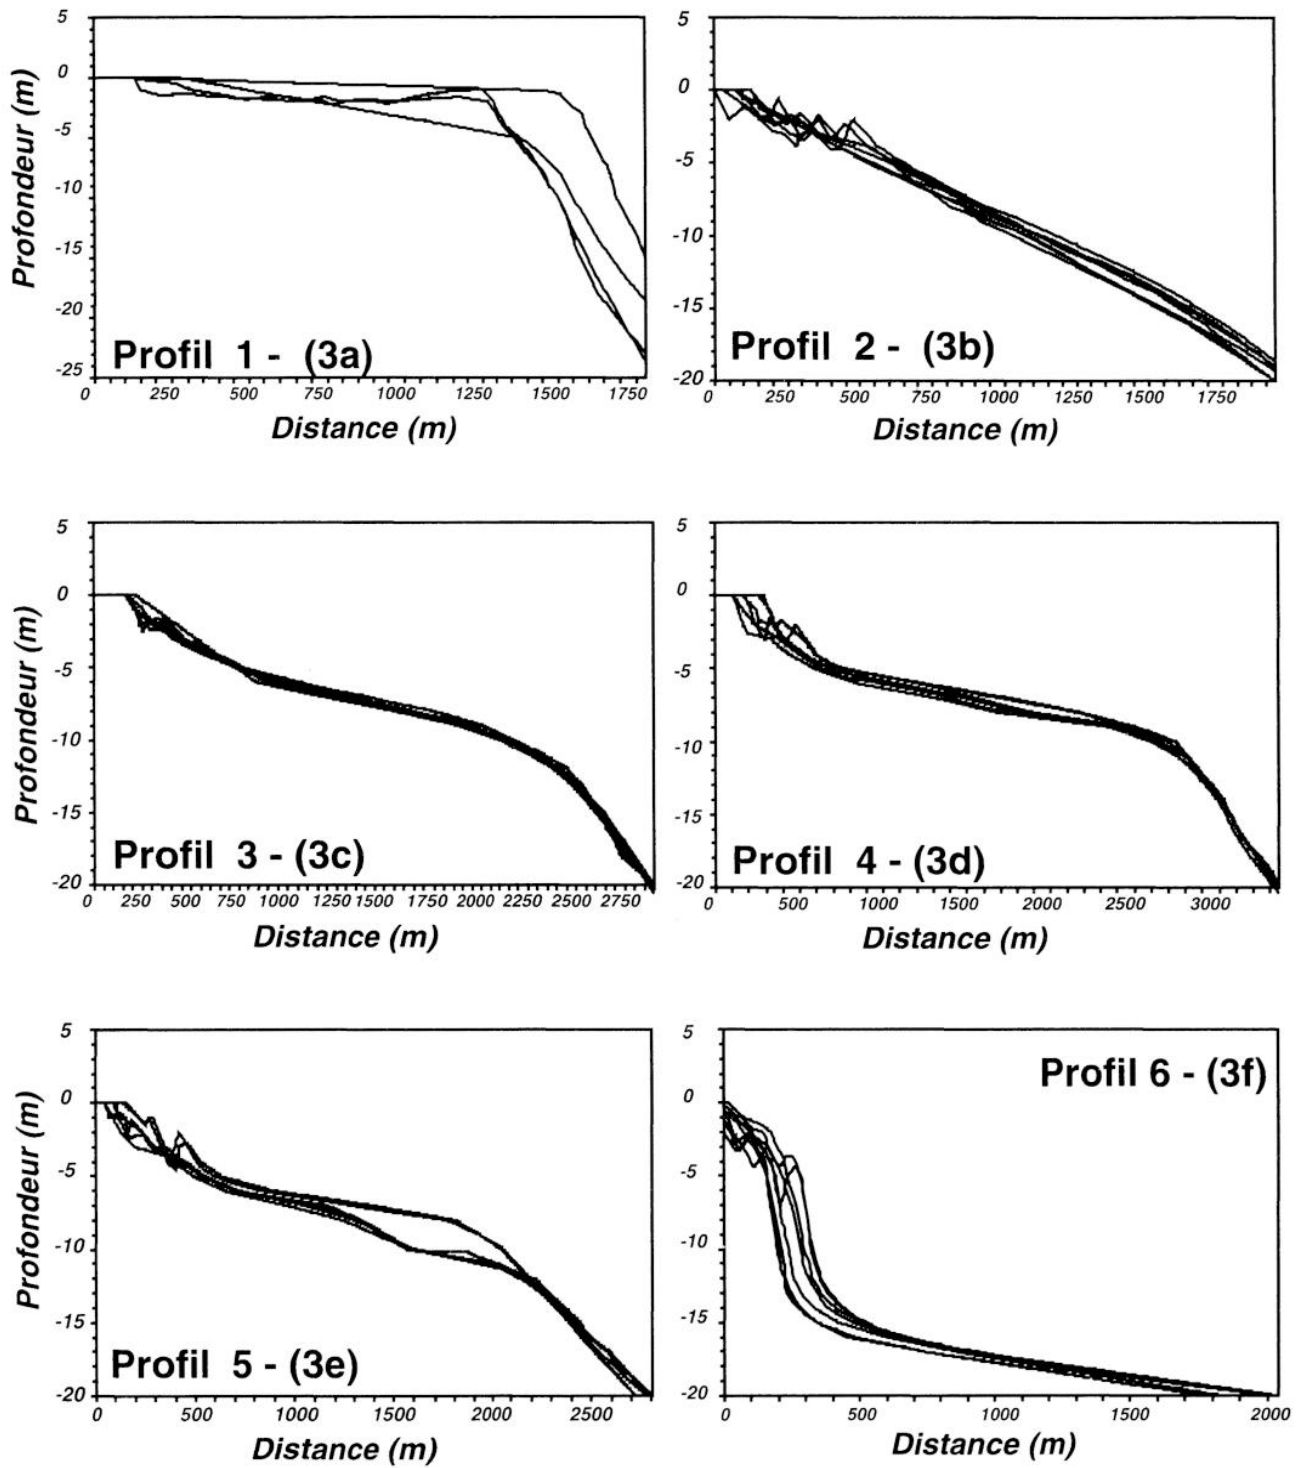 5
0
-5
-10
-15
-20
-25
Profondeur (m)
Profil 1 - (3a)
250 500 750 1000 1250 1500 1750
Distance (m)
5
0
-5
-10
-15
-20
Profil 2 - (3b)
0 250 500 750 1000 1250 1500 1750
Distance (m)
5
0
-5
-10
-15
-20
Profondeur (m)
Profil 3 - (3c)
0 250 500 750 1000 1250 1500 1750 2000 2250 2500 2750
Distance (m)
5
0
-5
-10
-15
-20
Profil 4 - (3d)
0 500 1000 1500 2000 2500 3000
Distance (m)
5
0
-5
-10
-15
-20
Profondeur (m)
Profil 5 - (3e)
0 500 1000 1500 2000 2500
Distance (m)
5
0
-5
-10
-15
-20
Profil 6 - (3f)
0 500 1000 1500 2000
Distance (m)